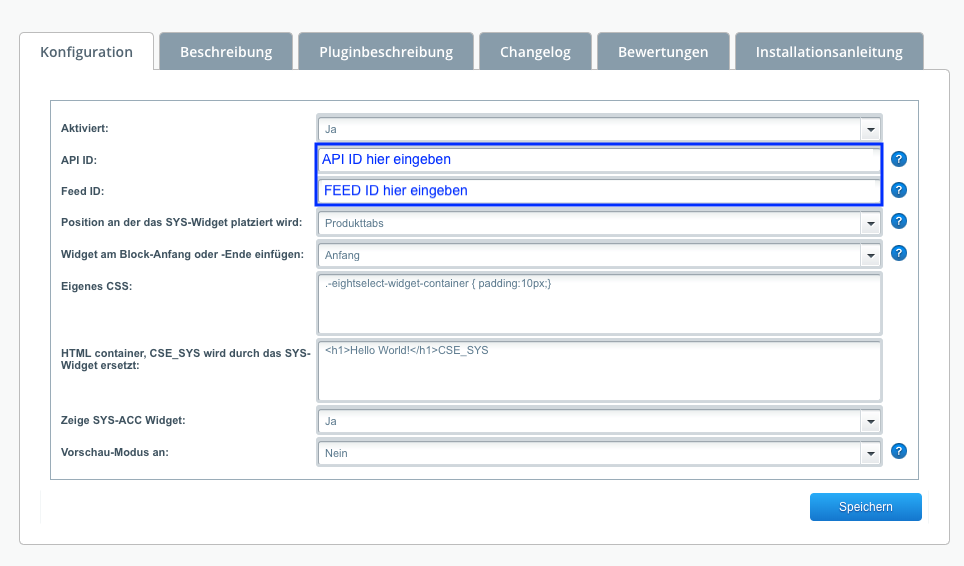 Konfiguration
Beschreibung
Pluginbeschreibung
Changelog
Bewertungen
Installationsanleitung
Aktiviert:
Ja
API ID:
API ID hier eingeben
?
Feed ID:
FEED ID hier eingeben
?
Position an der das SYS-Widget platziert wird:
Produkttabs
?
Widget am Block-Anfang oder -Ende einfügen:
Anfang
?
Eigenes CSS:
.-eightselect-widget-container { padding:10px;}
HTML container, CSE_SYS wird durch das SYS-
Widget ersetzt:
<h1>Hello World!</h1>CSE_SYS
Zeige SYS-ACC Widget:
Ja
Vorschau-Modus an:
Nein
?
Speichern